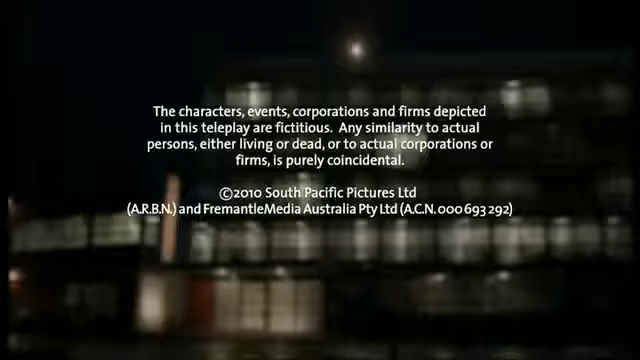 The characters, events, corporations and firms depicted
in this teleplay are fictitious.  Any similarity to actual
persons, either living or dead, or to actual corporations or
firms, is purely coincidental.
©2010 South Pacific Pictures Ltd
(A.R.B.N.) and FremantleMedia Australia Pty Ltd (A.C.N. 000 693 292)